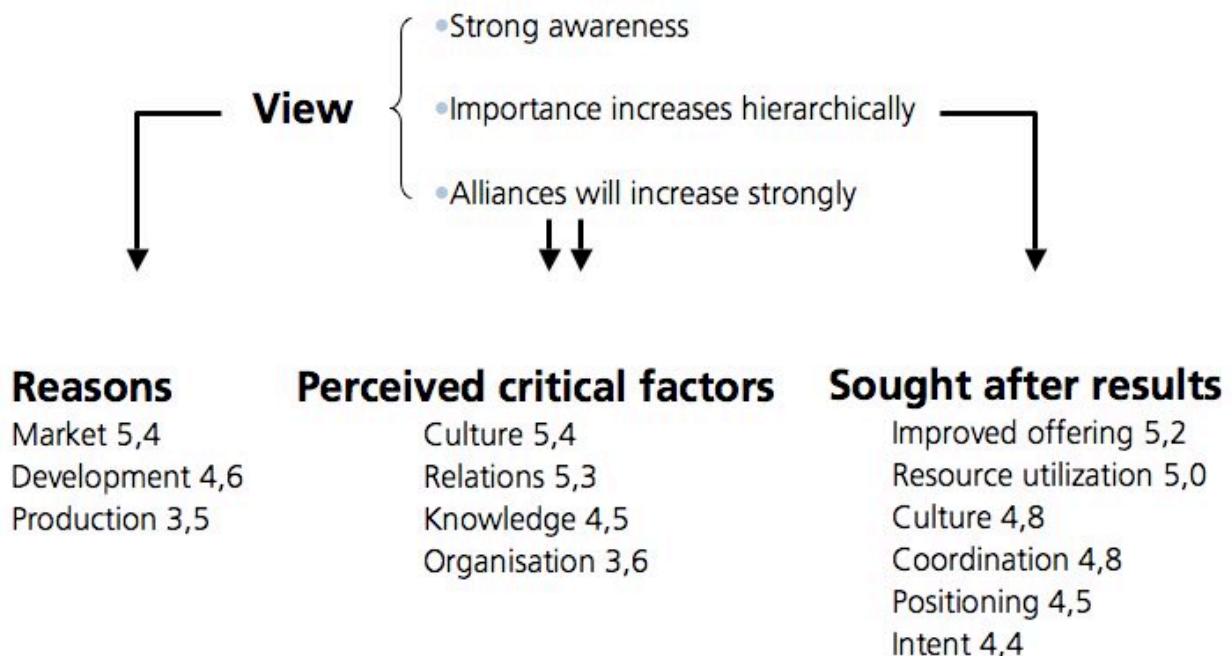 •Strong awareness
View
•Importance increases hierarchically
•Alliances will increase strongly
Reasons
Market 5,4
Development 4,6
Production 3,5
Perceived critical factors
Culture 5,4
Relations 5,3
Knowledge 4,5
Organisation 3,6
Sought after results
Improved offering 5,2
Resource utilization 5,0
Culture 4,8
Coordination 4,8
Positioning 4,5
Intent 4,4